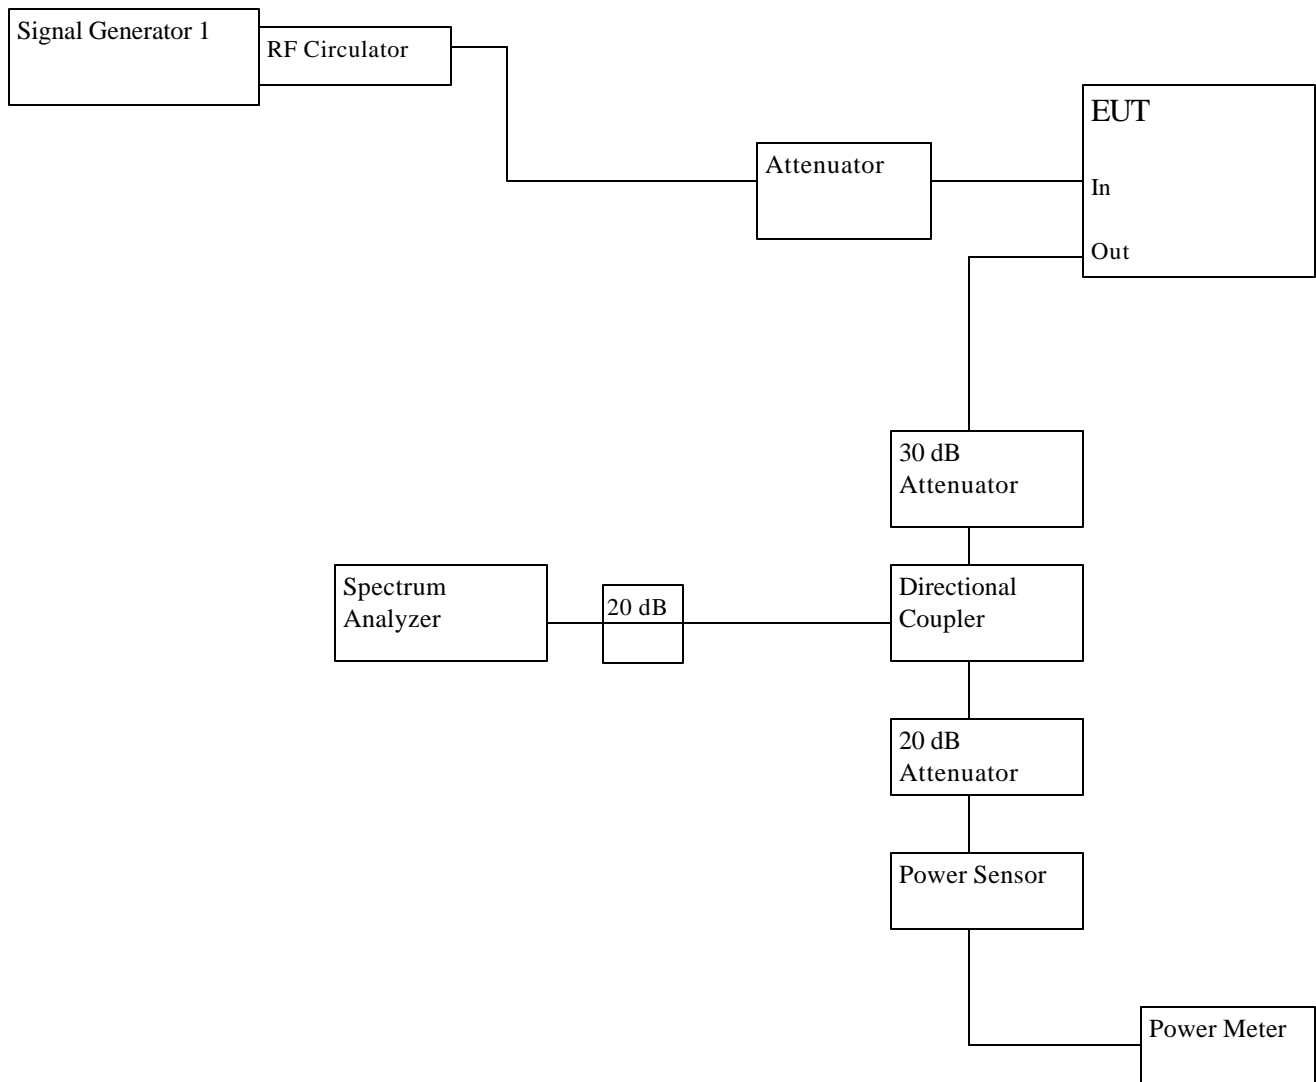 Signal Generator 1
RF Circulator
EUT
Attenuator
In
Out
30 dB
Attenuator
Spectrum
Analyzer
20 dB
Directional
Coupler
20 dB
Attenuator
Power Sensor
Power Meter